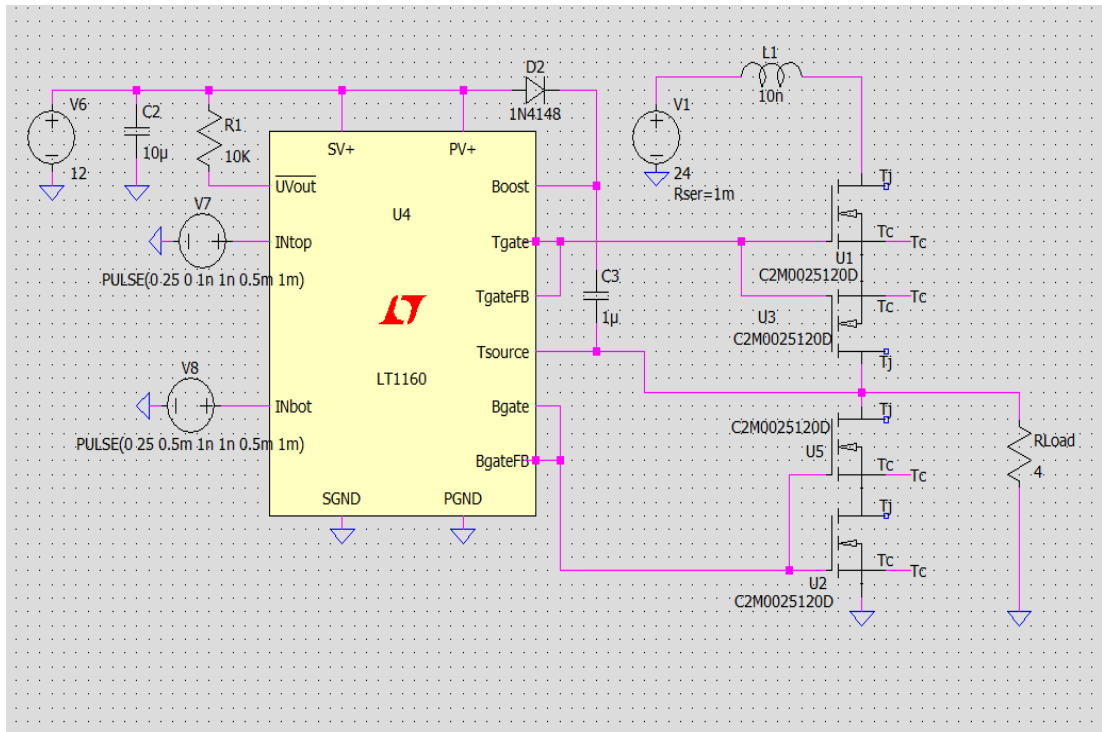 V6
12
C2
10µ
R1
10K
D2
1N4148
V1
24
Rser=1m
L1
10n
SV+
PV+
UVout
Boost
U4
V7
INtop
PULSE(0 25 0 1n 1n 0.5m 1m)
Tgate
TgateFB
C3
1µ
Tsource
LT1160
V8
INbot
PULSE(0 25 0.5m 1n 1n 0.5m 1m)
Bgate
BgateFB
SGND
PGND
Tj
Tc
Tc
U1
C2M0025120D
Tc
Tc
U3
C2M0025120D
Tj
Tj
C2M0025120D
U5
Tc
Tc
Tj
Tc
Tc
U2
C2M0025120D
RLoad
4